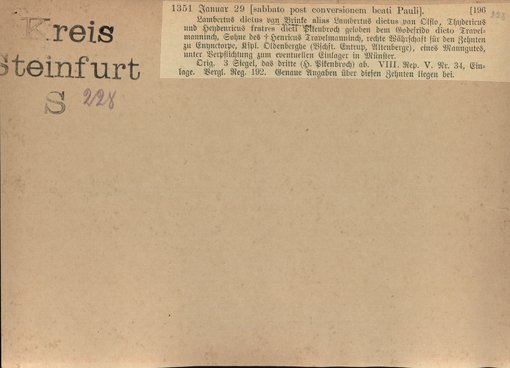 Kreis
Steinfurt
S 228
1351 Januar 29 [sabbato post conversionem beati Pauli]. [196
Lambertus dictus van Brinke alias Lambertus dictus van Olslo, Thydericus
und Heydenricus fratres dicti Pikenbroch geloben dem Godefrido dicto Travel-
manninch, Sohne des † Henricus Travelmanninch, rechte Währschaft für den Zehnten
zu Entynctorpe, Kspl. Oldenberghe (Bschft. Entrup, Altenberge), eines Manngutes,
unter Verpflichtung zum eventuellen Einlager in Münster.
Orig. 3 Siegel, das dritte (H. Pikenbroch) ab. VIII. Rep. V. Nr. 34, Ein-
lage. Vergl. Reg. 192. Genaue Angaben über diesen Zehnten liegen bei.